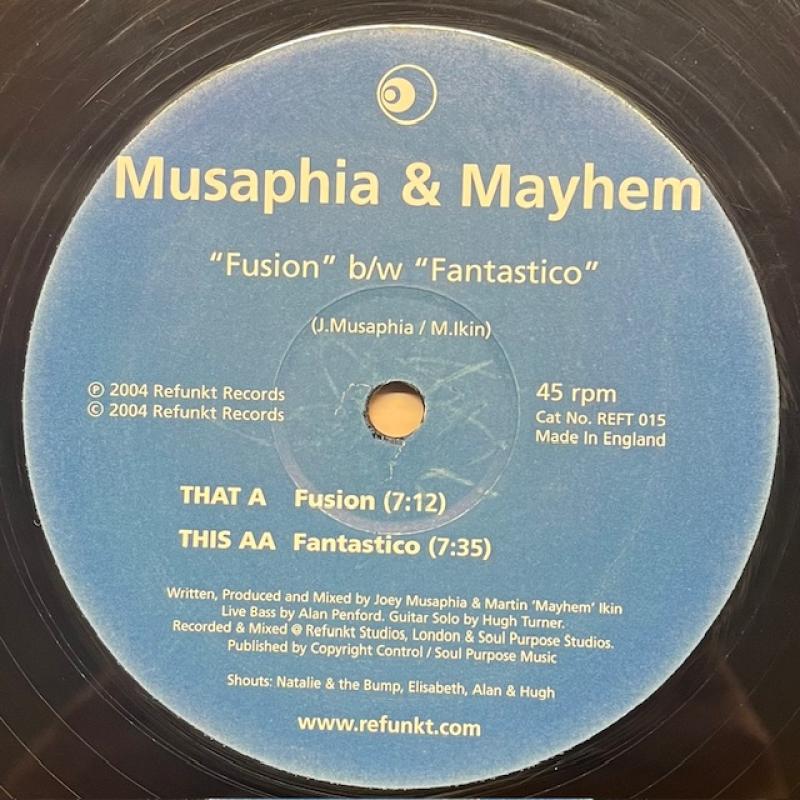 Musaphia & Mayhem
“Fusion” b/w “Fantastico”
(J.Musaphia / M.Ikin)
℗ 2004 Refunkt Records
© 2004 Refunkt Records
45 rpm
Cat No. REFT 015
Made In England
THAT A Fusion (7:12)
THIS AA Fantastico (7:35)
Written, Produced and Mixed by Joey Musaphia & Martin ‘Mayhem’ Ikin
Live Bass by Alan Penford. Guitar Solo by Hugh Turner.
Recorded & Mixed @ Refunkt Studios, London & Soul Purpose Studios.
Published by Copyright Control / Soul Purpose Music
Shouts: Natalie & the Bump, Elisabeth, Alan & Hugh
www.refunkt.com